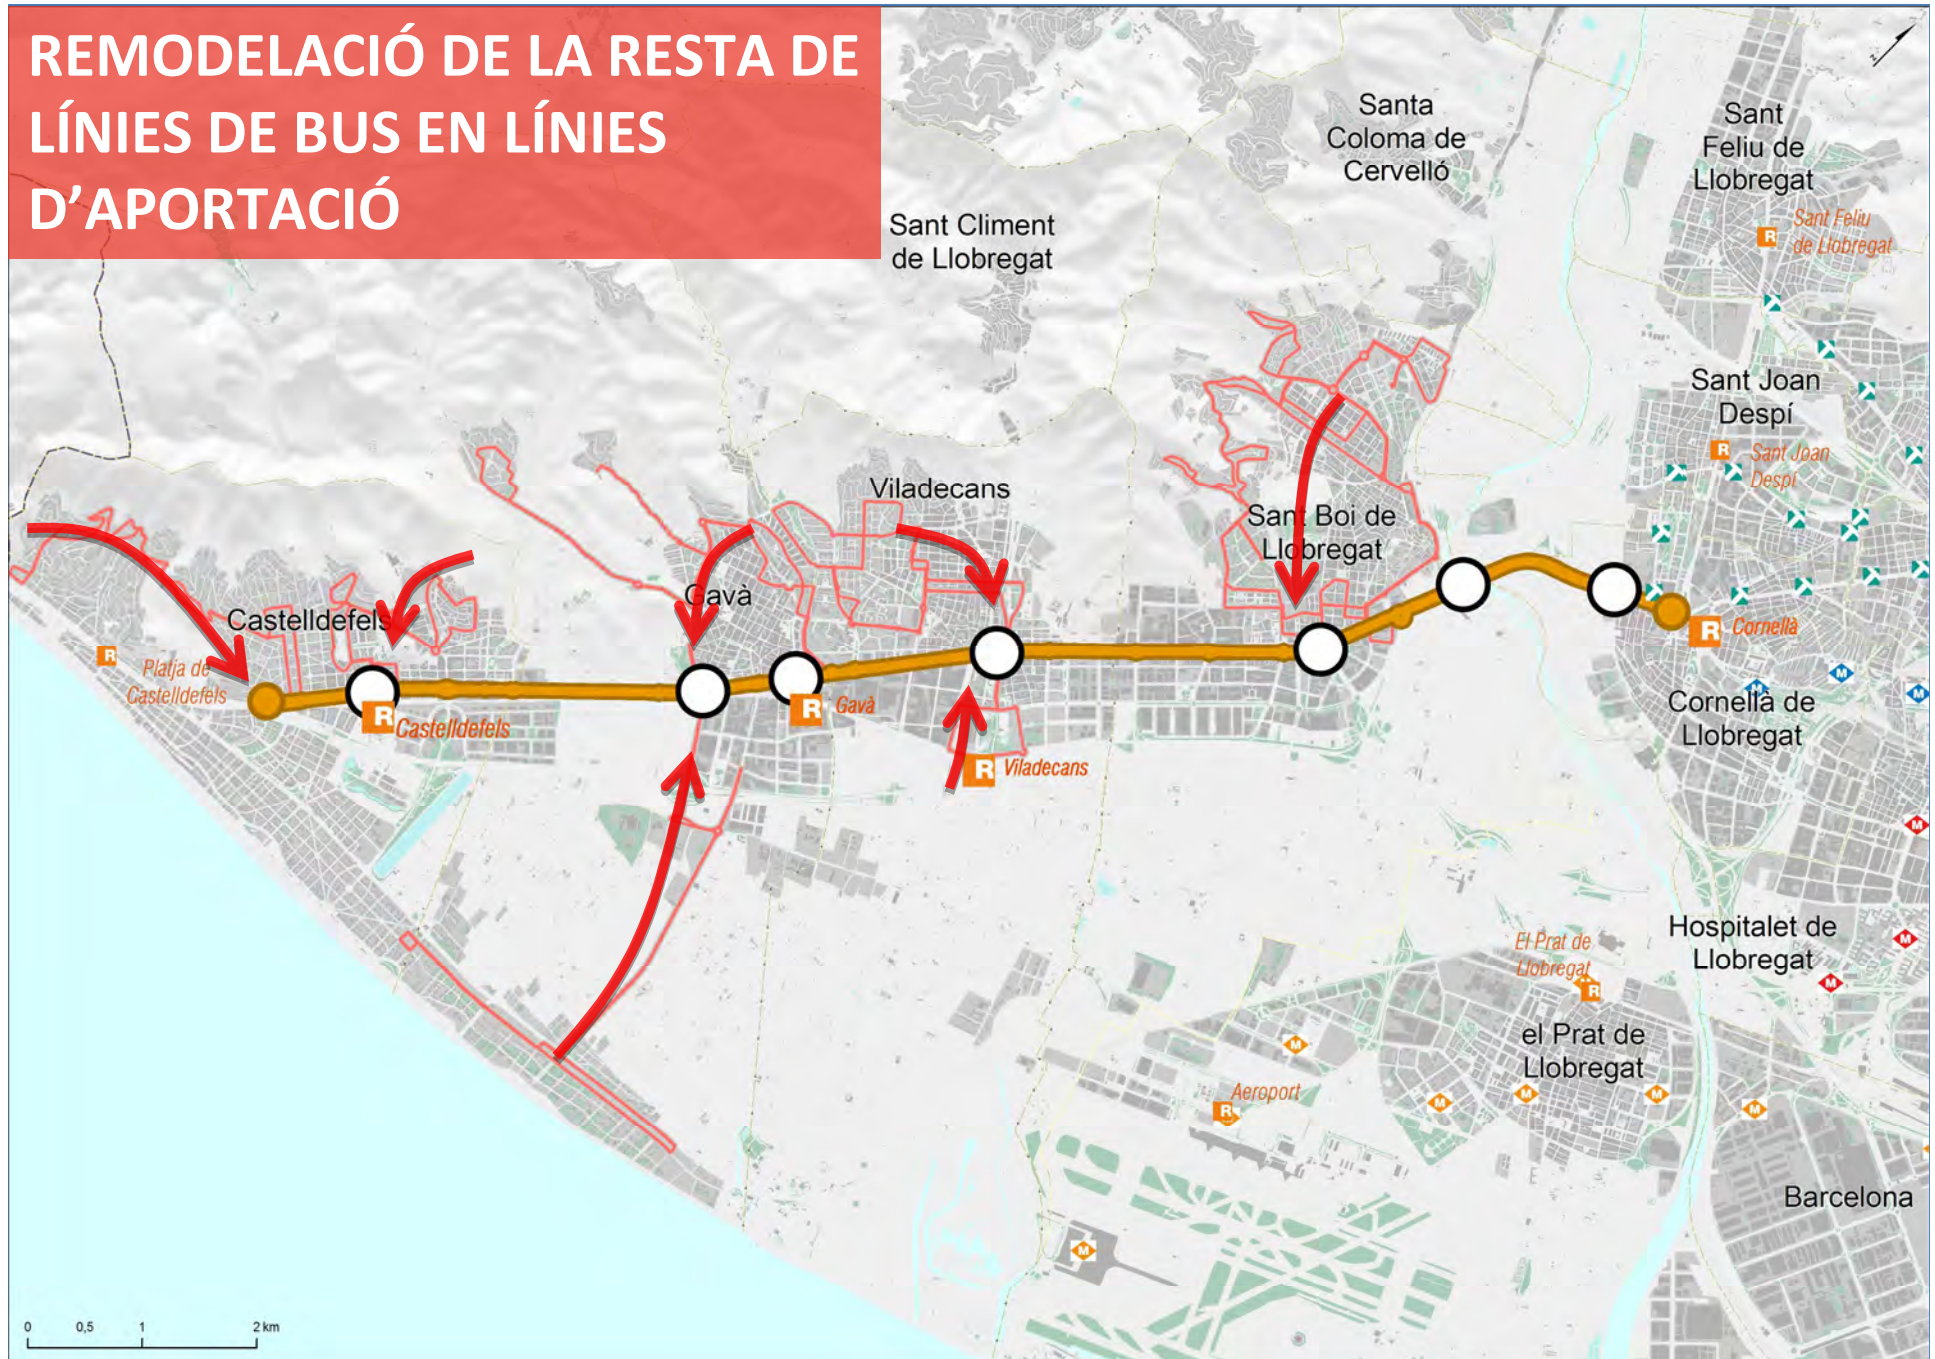 REMODELACIÓ DE LA RESTA DE
LÍNIES DE BUS EN LÍNIES
D’APORTACIÓ
N
Santa
Coloma de
Cervelló
Sant
Feliu de
Llobregat
R
Sant Feliu
de Llobregat
Sant Climent
de Llobregat
Sant Joan
Despí
R
Sant Joan
Despí
Viladecans
Sant Boi de
Llobregat
Gavà
Castelldefels
R
Platja de
Castelldefels
R
Cornellà
R
Castelldefels
R
Gavà
R
Viladecans
M
M
M
Cornellà de
Llobregat
M
Hospitalet de
Llobregat
M
M
El Prat de
Llobregat
R
el Prat de
Llobregat
M
Aeroport
R
M
M
M
M
Barcelona
M
0
0,5
1
2 km